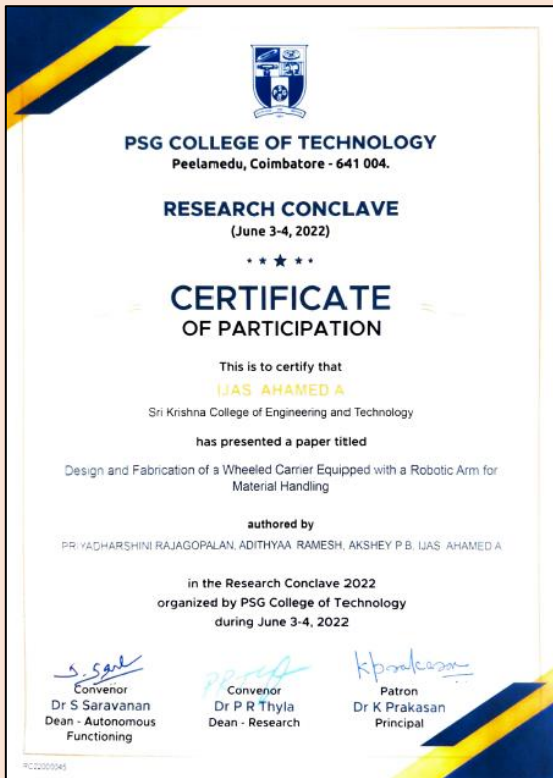 PSG COLLEGE OF TECHNOLOGY
Peelamedu, Coimbatore - 641 004.
RESEARCH CONCLAVE
(June 3-4, 2022)
CERTIFICATE
OF PARTICIPATION
This is to certify that
IJAS AHAMED A
Sri Krishna College of Engineering and Technology
has presented a paper titled
Design and Fabrication of a Wheeled Carrier Equipped with a Robotic Arm for
Material Handling
authored by
PRIYADHARSHINI RAJAGOPALAN, ADITHYAA RAMESH, AKSHEY P B, IJAS AHAMED A
in the Research Conclave 2022
organized by PSG College of Technology
during June 3-4, 2022
Convenor
Dr S Saravanan
Dean - Autonomous
Functioning
Convenor
Dr P R Thyla
Dean - Research
Patron
Dr K Prakasan
Principal
RC22000045